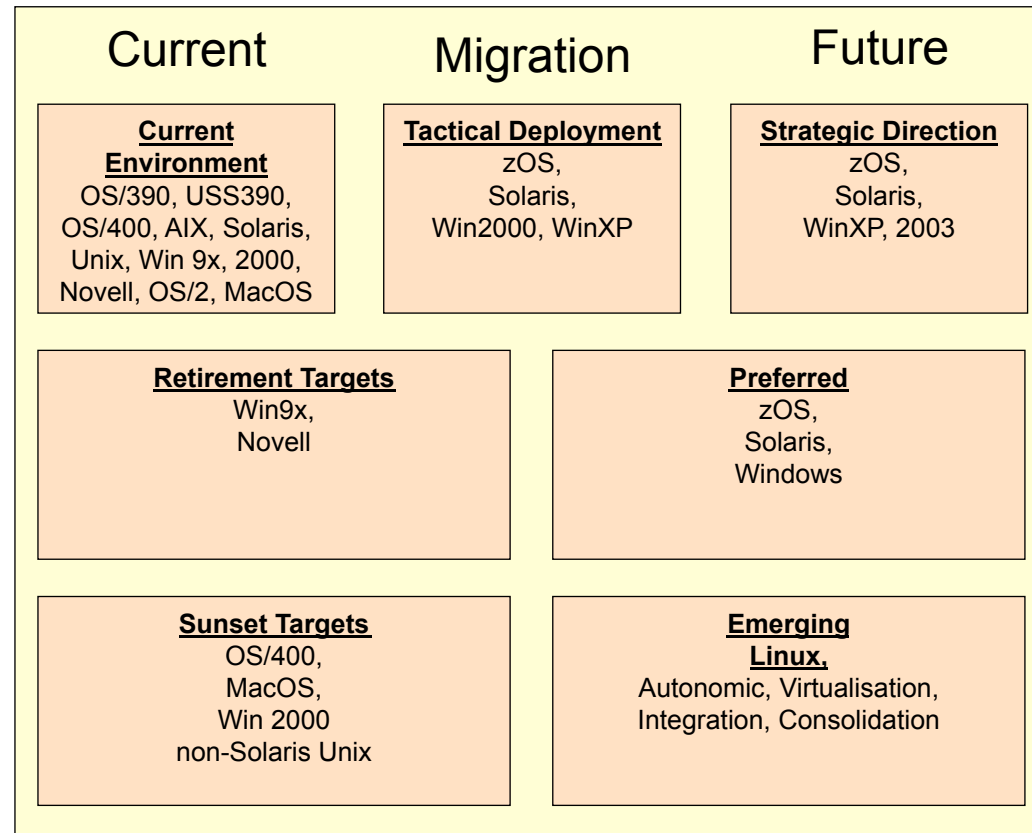 Current
Migration
Future
Current
Environment
OS/390, USS390,
OS/400, AIX, Solaris,
Unix, Win 9x, 2000,
Novell, OS/2, MacOS
Tactical Deployment
zOS,
Solaris,
Win2000, WinXP
Strategic Direction
zOS,
Solaris,
WinXP, 2003
Retirement Targets
Win9x,
Novell
Preferred
zOS,
Solaris,
Windows
Sunset Targets
OS/400,
MacOS,
Win 2000
non-Solaris Unix
Emerging
Linux,
Autonomic, Virtualisation,
Integration, Consolidation